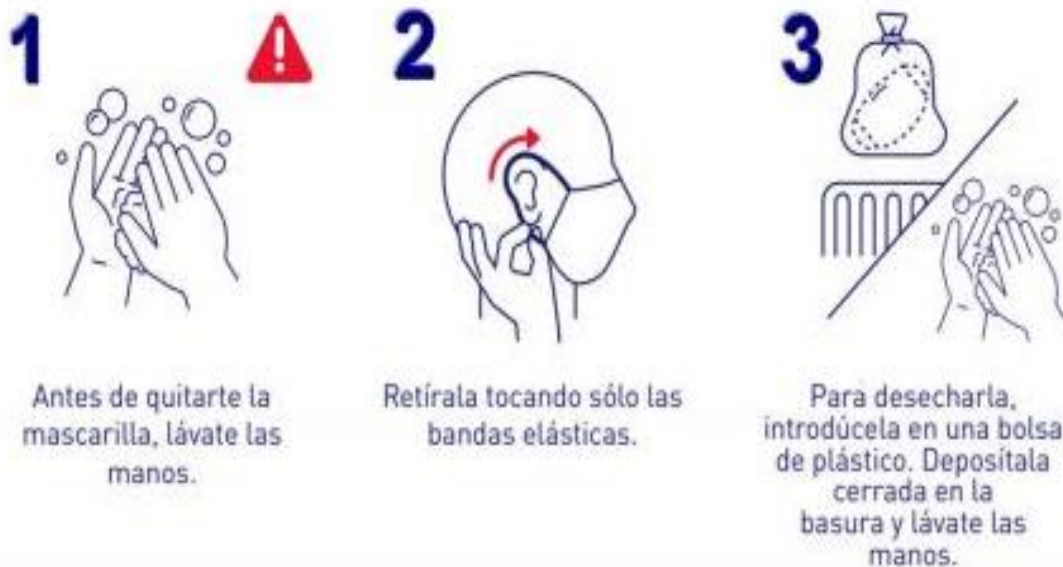 1
Antes de quitarte la
mascarilla, lávate las
manos.
2
Retírala tocando sólo las
bandas elásticas.
3
Para desecharla,
introdúcela en una bolsa
de plástico. Deposítala
cerrada en la
basura y lávate las
manos.